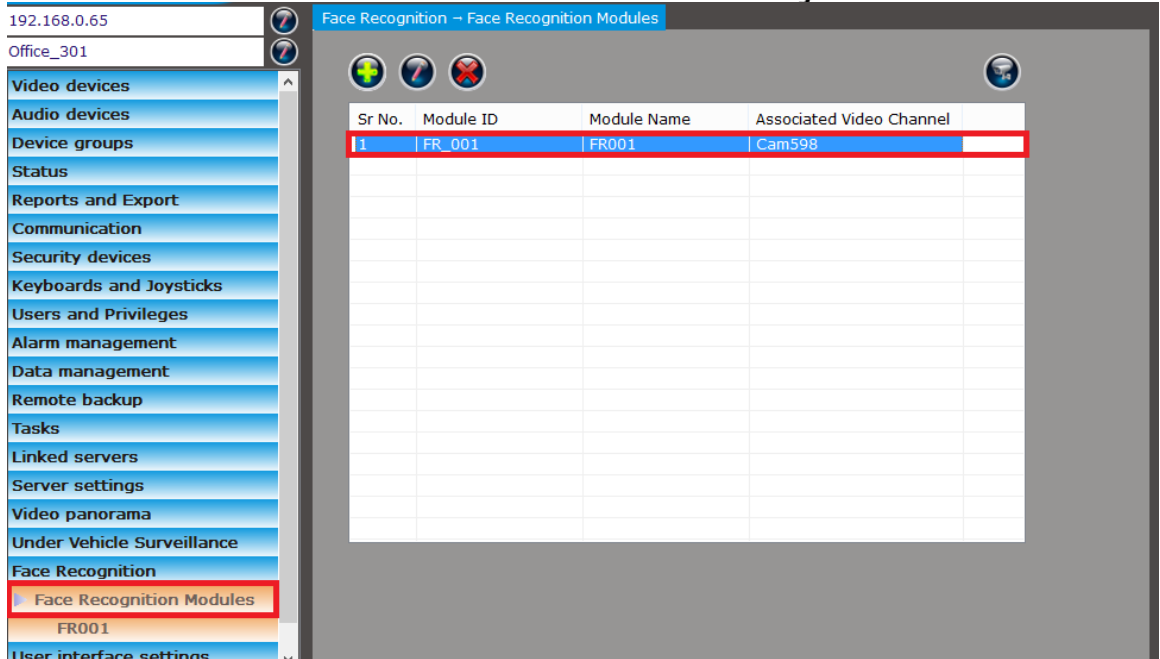 192.168.0.65
Office_301
Video devices
Audio devices
Device groups
Status
Reports and Export
Communication
Security devices
Keyboards and Joysticks
Users and Privileges
Alarm management
Data management
Remote backup
Tasks
Linked servers
Server settings
Video panorama
Under Vehicle Surveillance
Face Recognition
Face Recognition Modules
FR001
User interface settings
Face Recognition → Face Recognition Modules
Sr No. Module ID Module Name Associated Video Channel
1 FR_001 FR001 Cam598